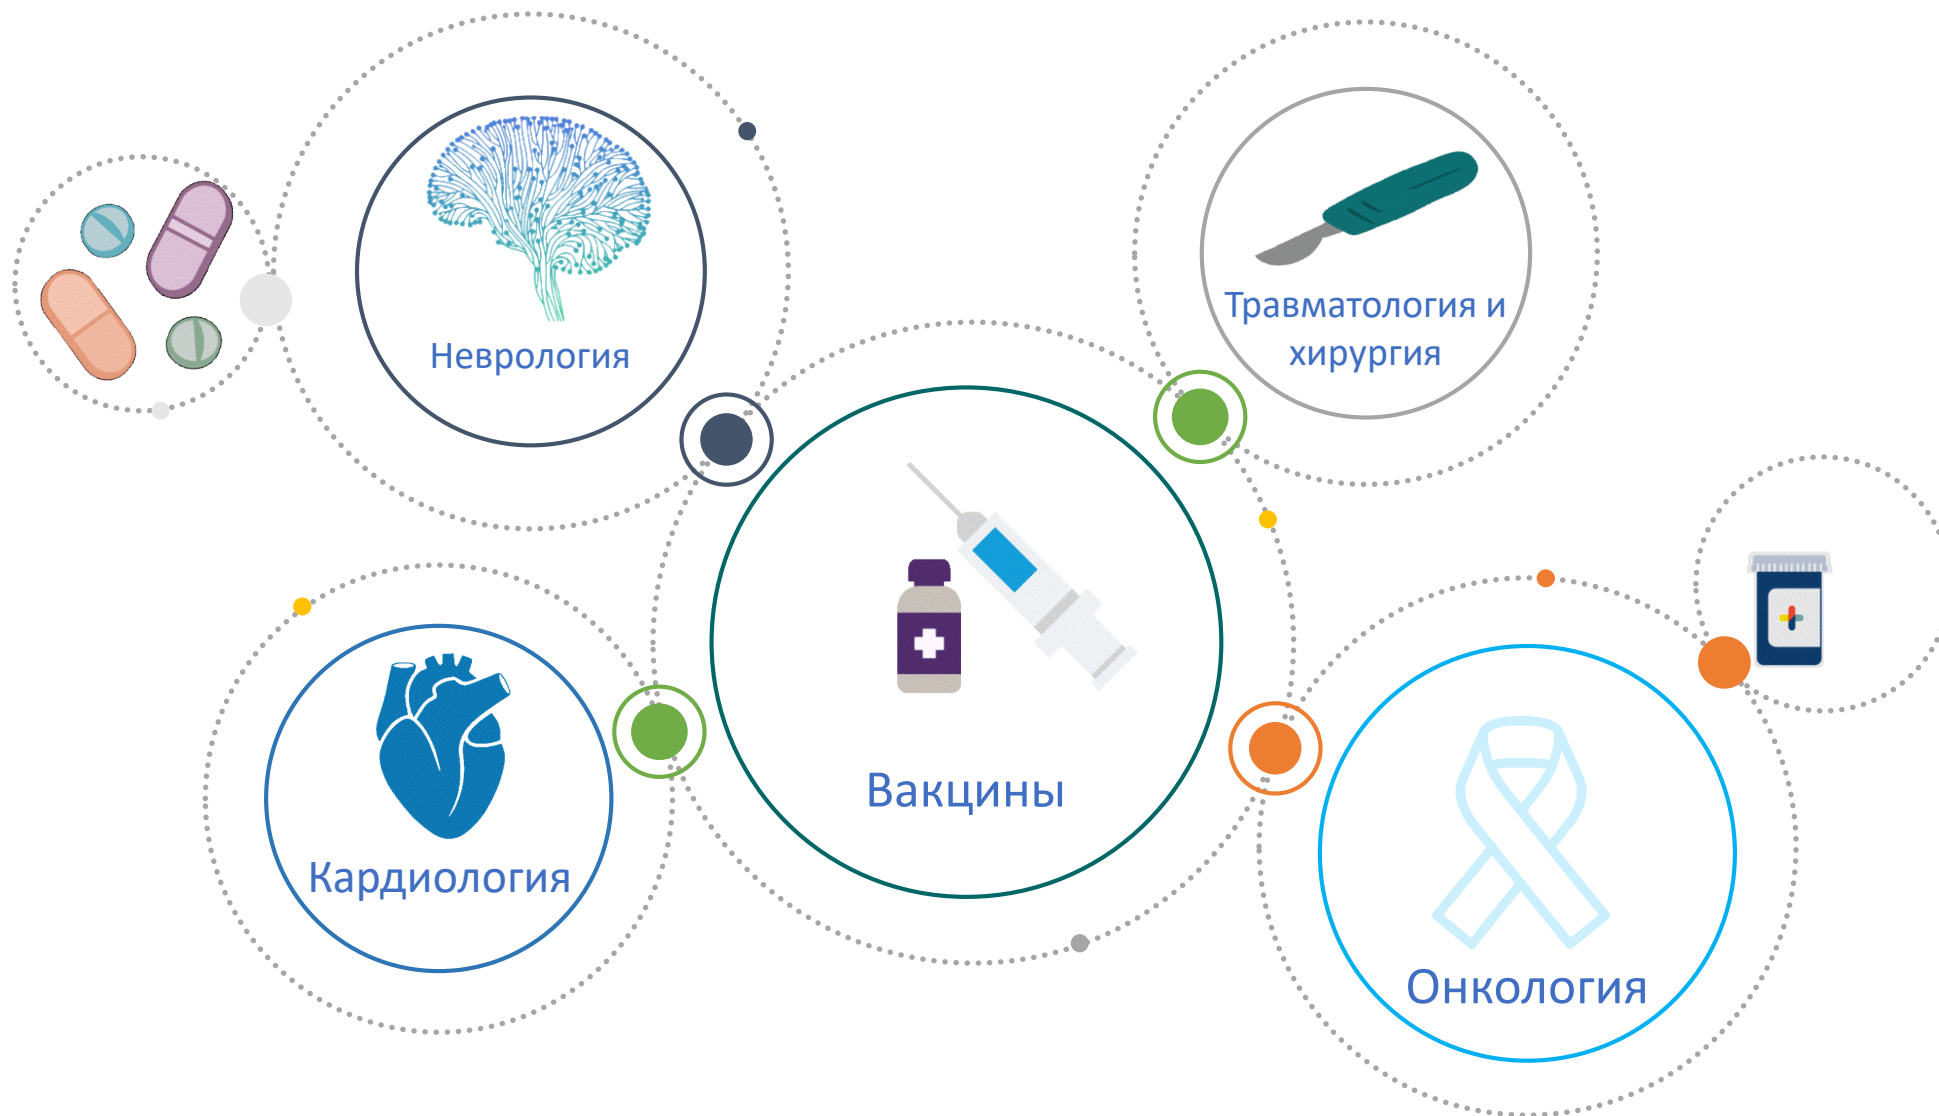 Неврология
Травматология и
хирургия
Вакцины
Кардиология
Онкология